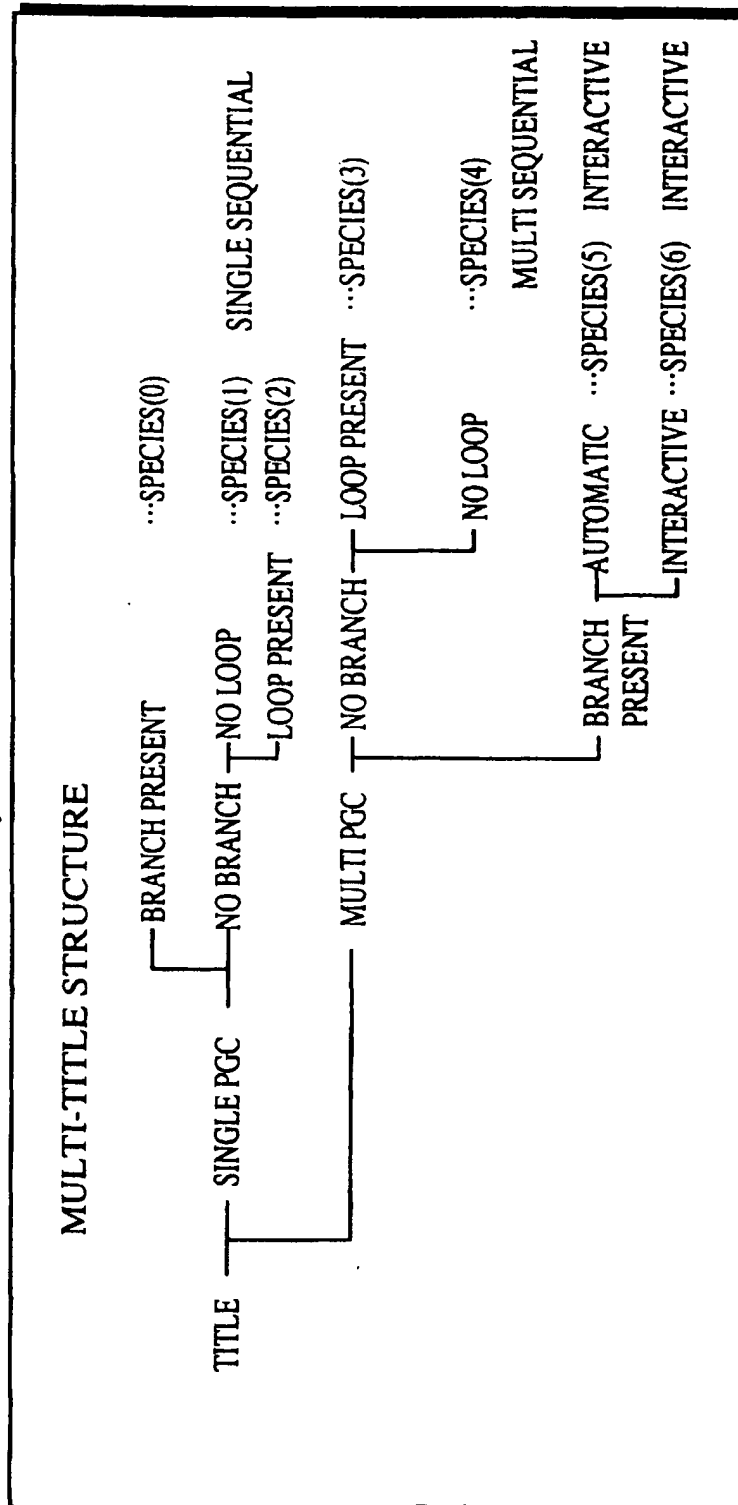 MULTI-TITLE STRUCTURE
BRANCH PRESENT ···SPECIES(0)
TITLE SINGLE PGC NO BRANCH NO LOOP ···SPECIES(1) SINGLE SEQUENTIAL
LOOP PRESENT ···SPECIES(2)
MULTI PGC NO BRANCH LOOP PRESENT ···SPECIES(3)
NO LOOP ···SPECIES(4)
MULTI SEQUENTIAL
BRANCH AUTOMATIC ···SPECIES(5) INTERACTIVE
PRESENT
INTERACTIVE ···SPECIES(6) INTERACTIVE